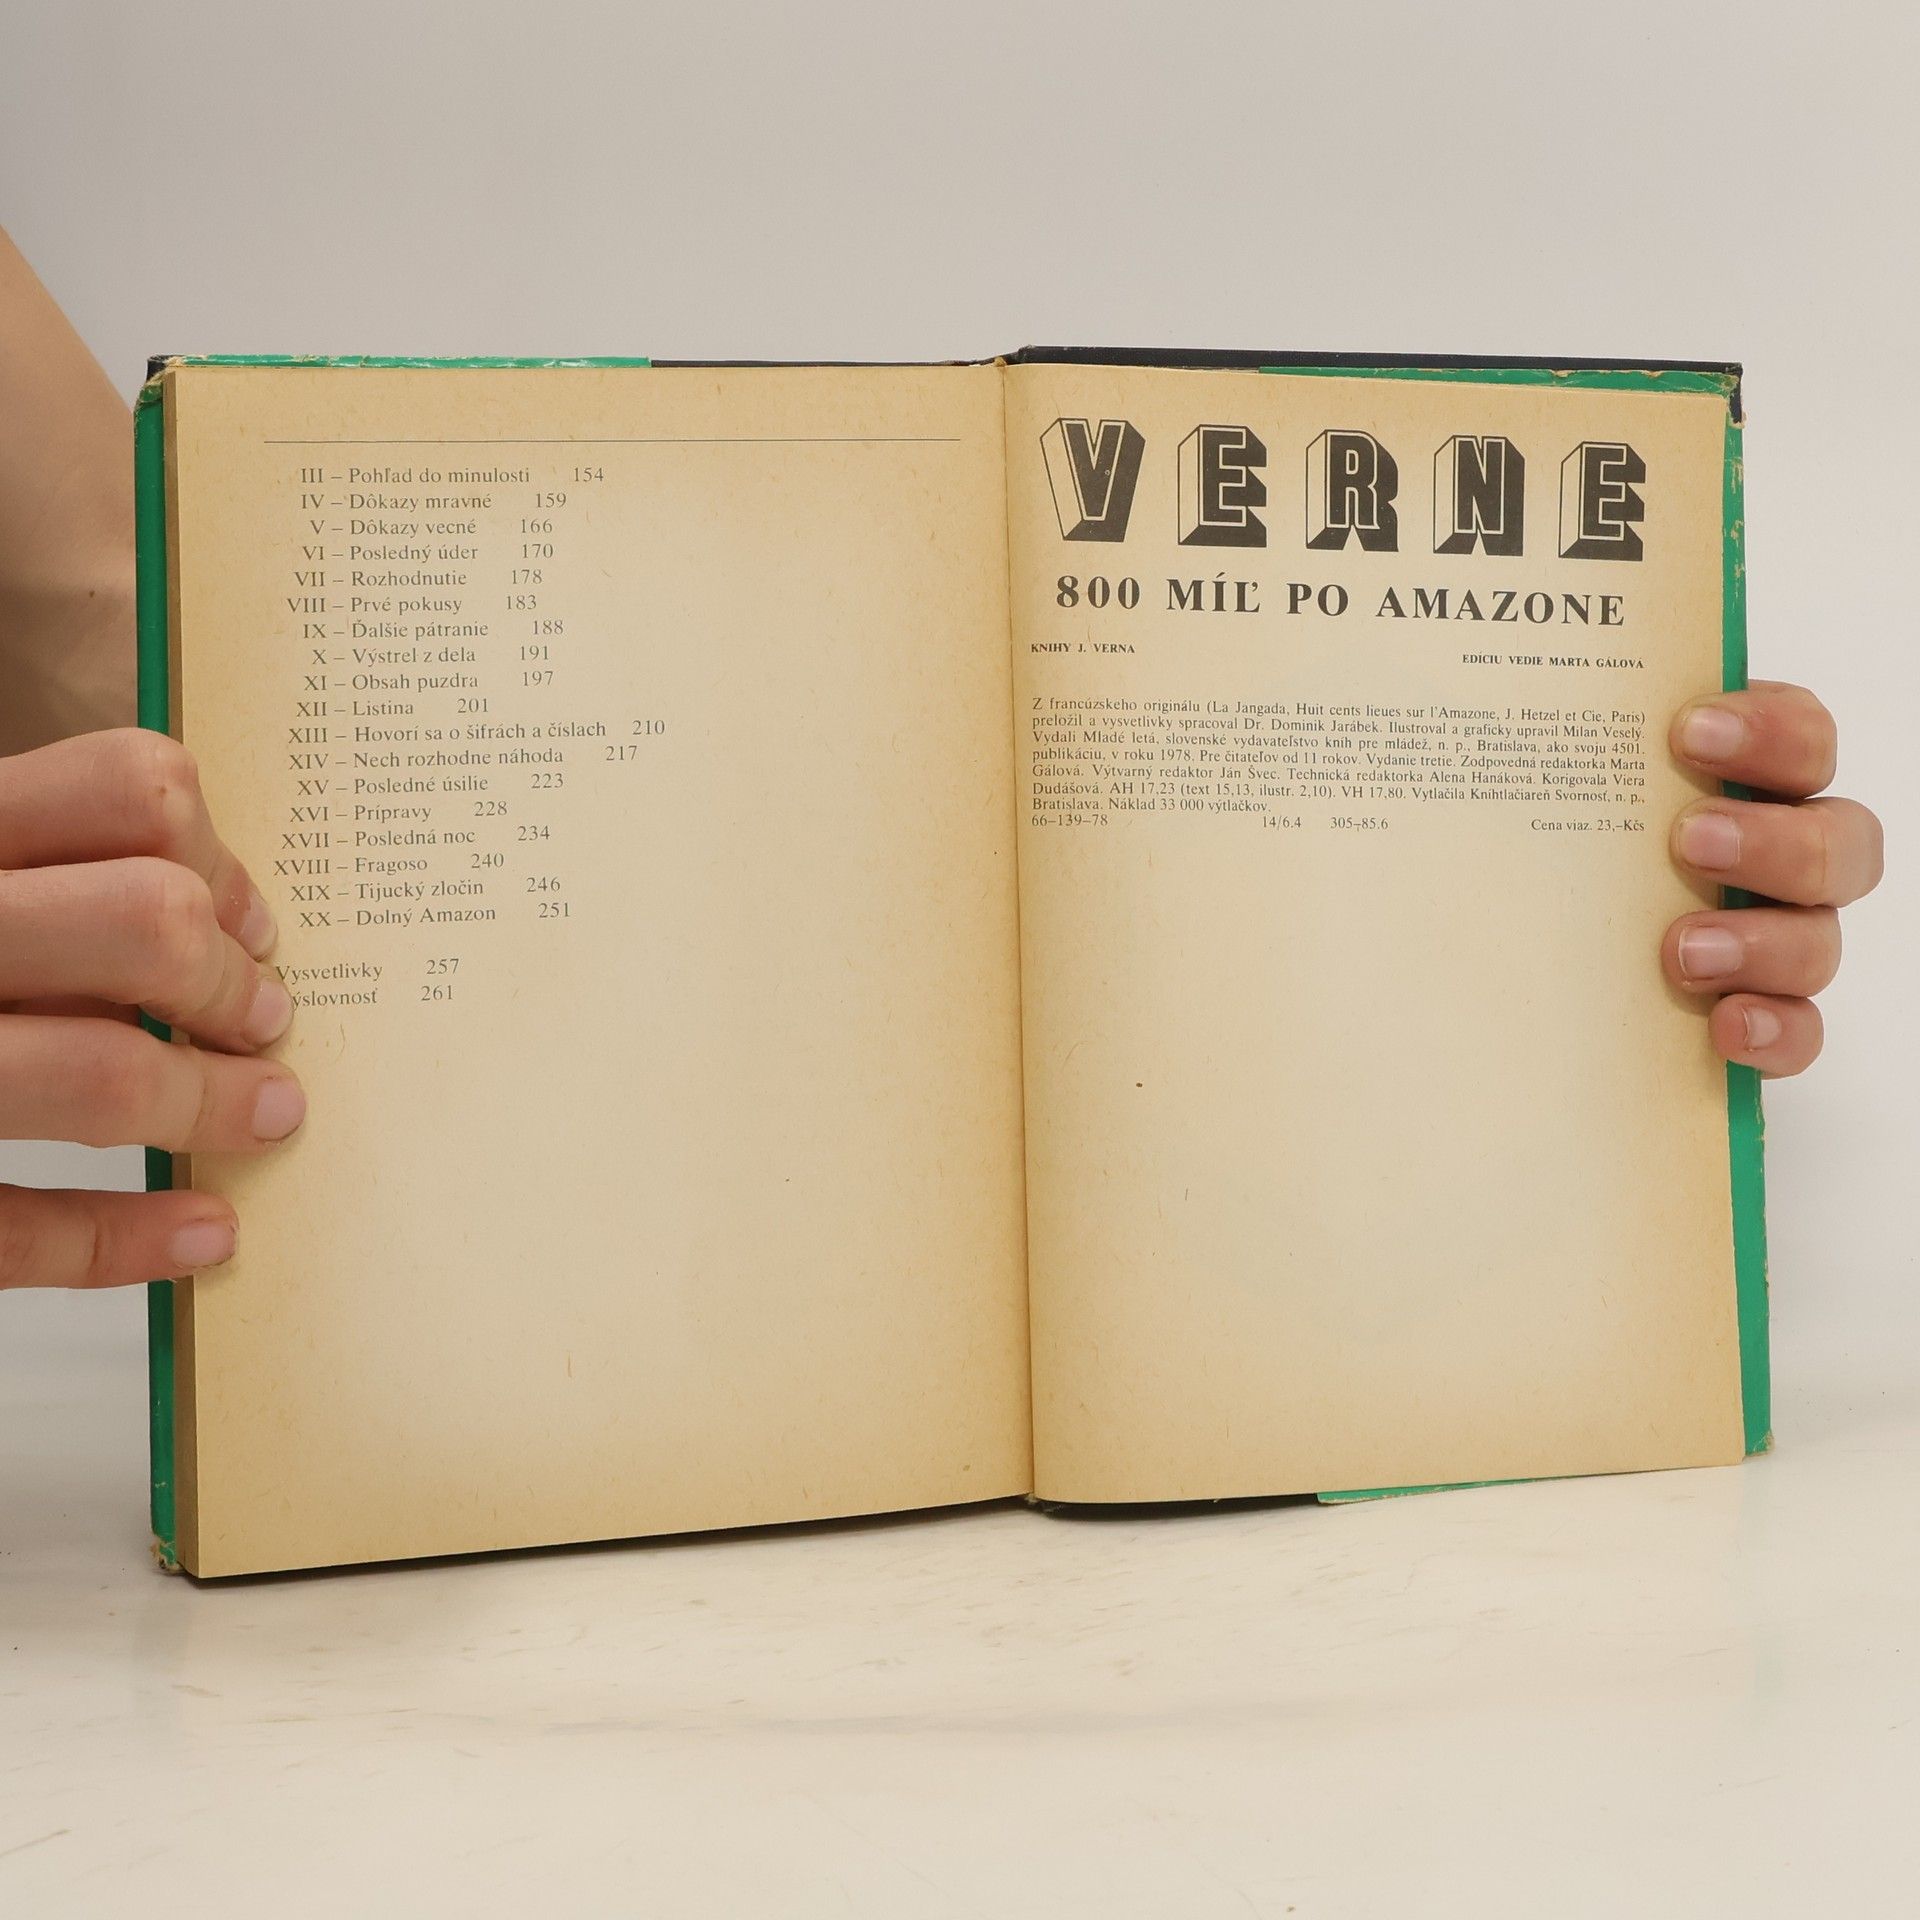 III – Pohľad do minulosti 154
IV – Dôkazy mravné 159
V – Dôkazy vecné 166
VI – Posledný úder 170
VII – Rozhodnutie 178
VIII – Prvé pokusy 183
IX – Ďalšie pátranie 188
X – Výstrel z dela 191
XI – Obsah puzdra 197
XII – Listina 201
XIII – Hovorí sa o šifrách a číslach 210
XIV – Nech rozhodne náhoda 217
XV – Posledné úsilie 223
XVI – Prípravy 228
XVII – Posledná noc 234
XVIII – Fragoso 240
XIX – Tijucký zločin 246
XX – Dolný Amazon 251
Vysvetlivky 257
ýslovnosť 261
VERNE
800 MÍĽ PO AMAZONE
KNIHY J. VERNA
EDÍCIU VEDIE MARTA GÁLOVÁ
Z francúzskeho originálu (La Jangada, Huit cents lieues sur l'Amazone, J. Hetzel et Cie, Paris)
preložil a vysvetlivky spracoval Dr. Dominik Jarábek. Ilustroval a graficky upravil Milan Veselý.
Vydali Mladé letá, slovenské vydavateľstvo kníh pre mládež, n. p., Bratislava, ako svoju 4501.
publikáciu, v roku 1978. Pre čitateľov od 11 rokov. Vydanie tretie. Zodpovedná redaktorka Marta
Gálová. Výtvarný redaktor Ján Švec. Technická redaktorka Alena Hanáková. Korigovala Viera
Dudášová. AH 17,23 (text 15,13, ilustr. 2,10). VH 17,80. Vytlačila Kníhtlačiareň Svornosť, n. p.,
Bratislava. Náklad 33 000 výtlačkov.
66–139–78 14/6.4 305–85.6 Cena viaz. 23,–Kčs